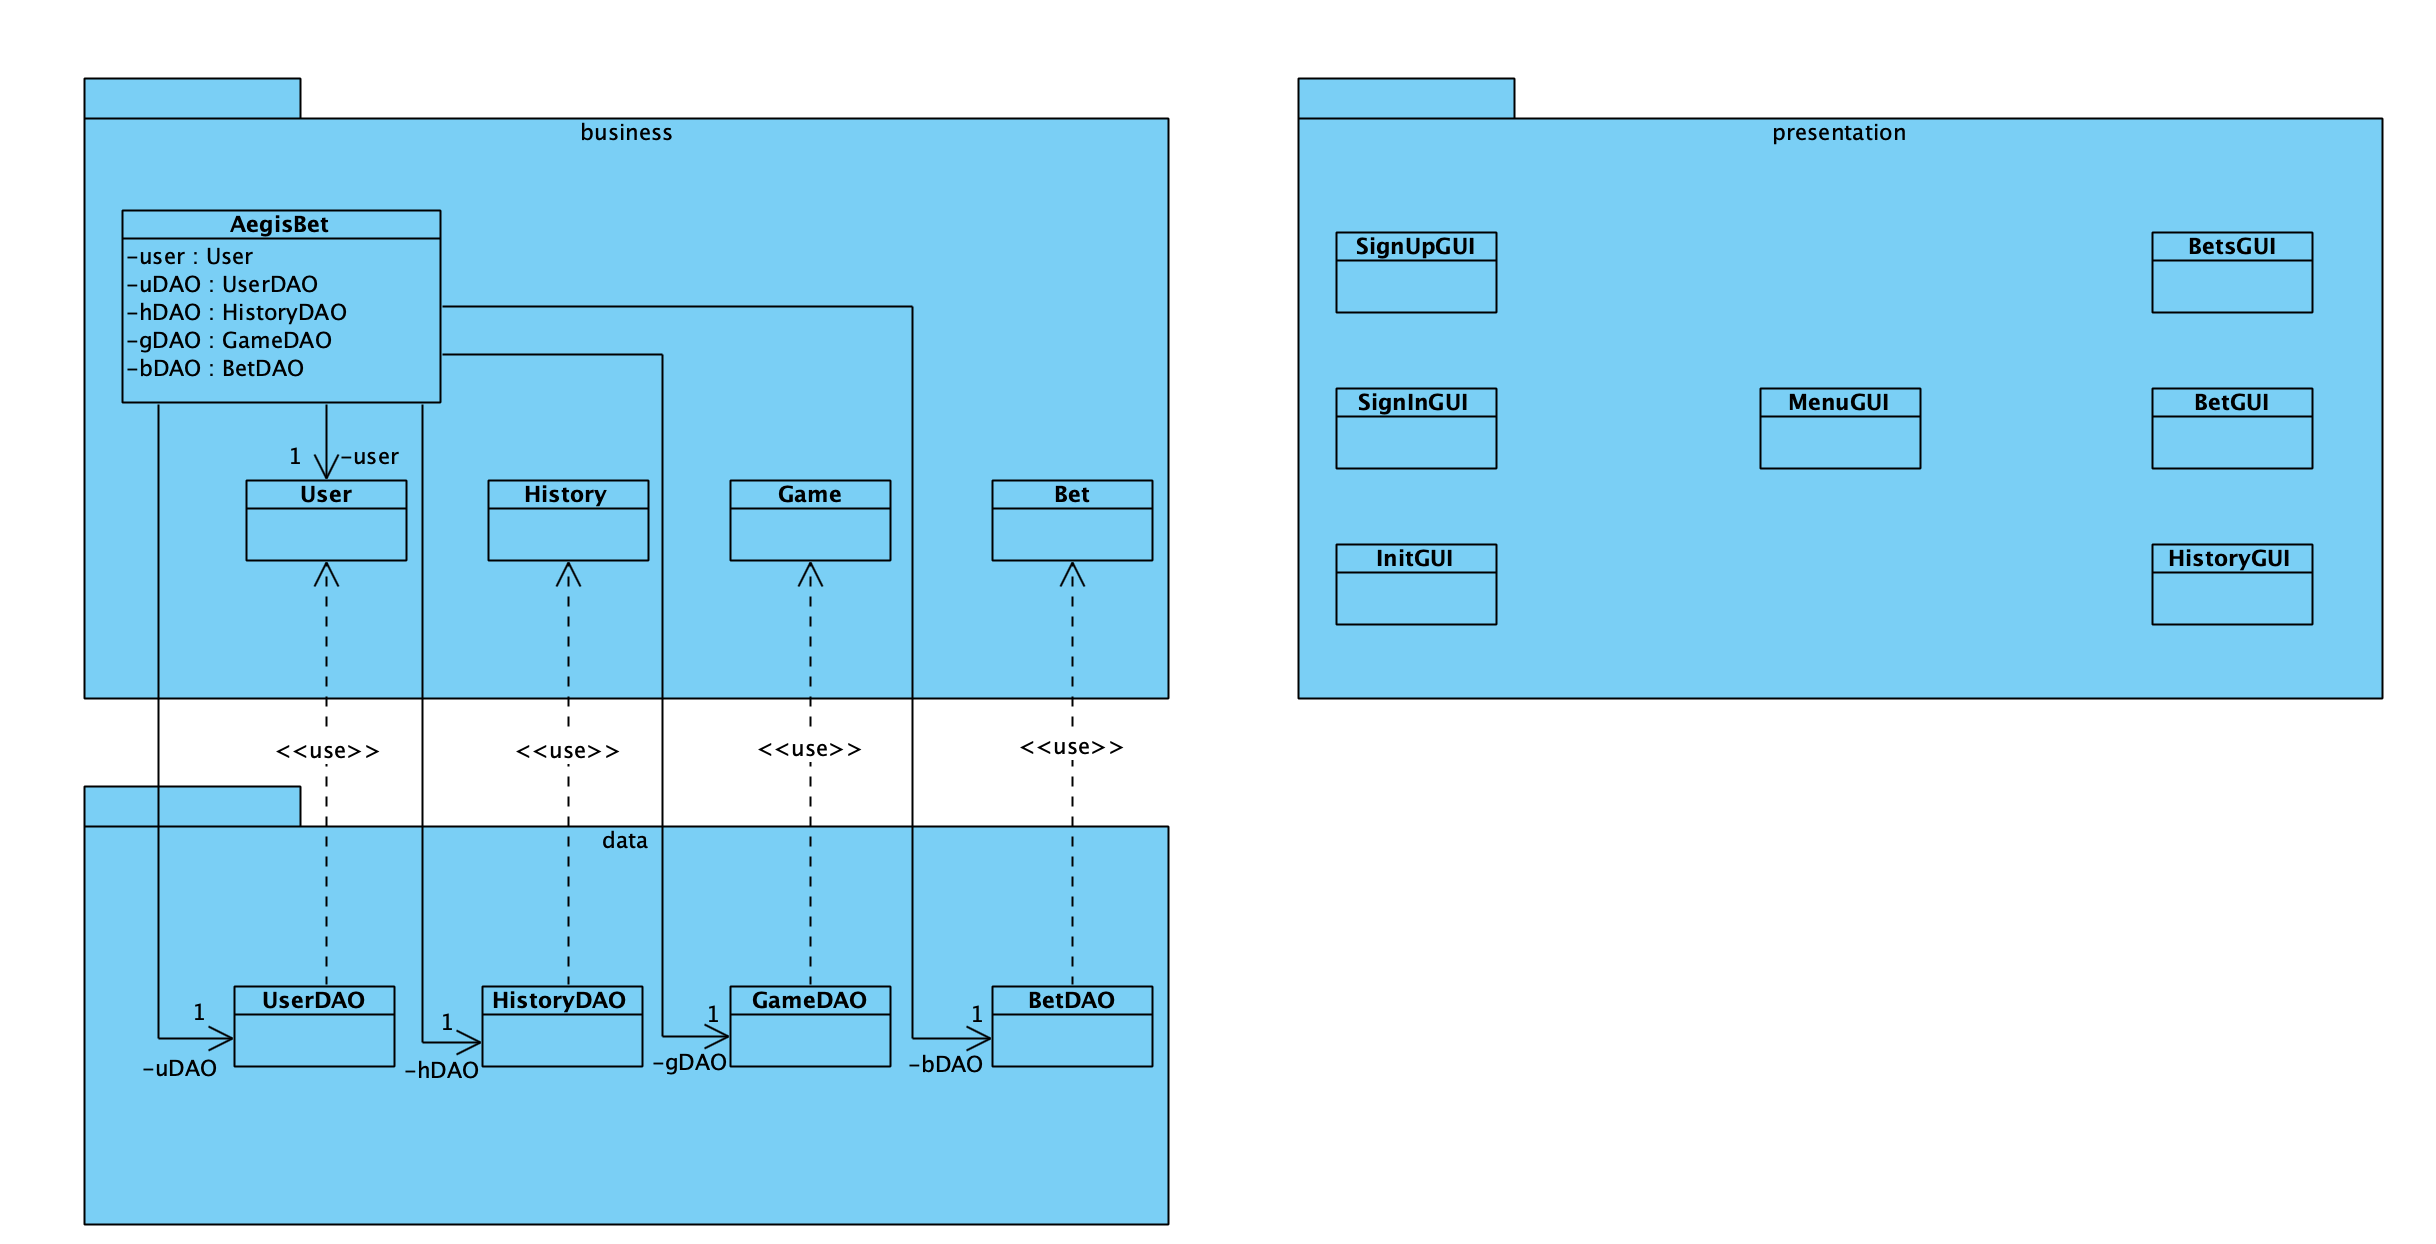 business
AegisBet
-user : User
-uDAO : UserDAO
-hDAO : HistoryDAO
-gDAO : GameDAO
-bDAO : BetDAO
1
-user
User
History
Game
Bet
<<use>>
<<use>>
<<use>>
<<use>>
data
UserDAO
HistoryDAO
GameDAO
BetDAO
1
1
1
1
-uDAO
-hDAO
-gDAO
-bDAO
presentation
SignUpGUI
BetsGUI
SignInGUI
MenuGUI
BetGUI
InitGUI
HistoryGUI